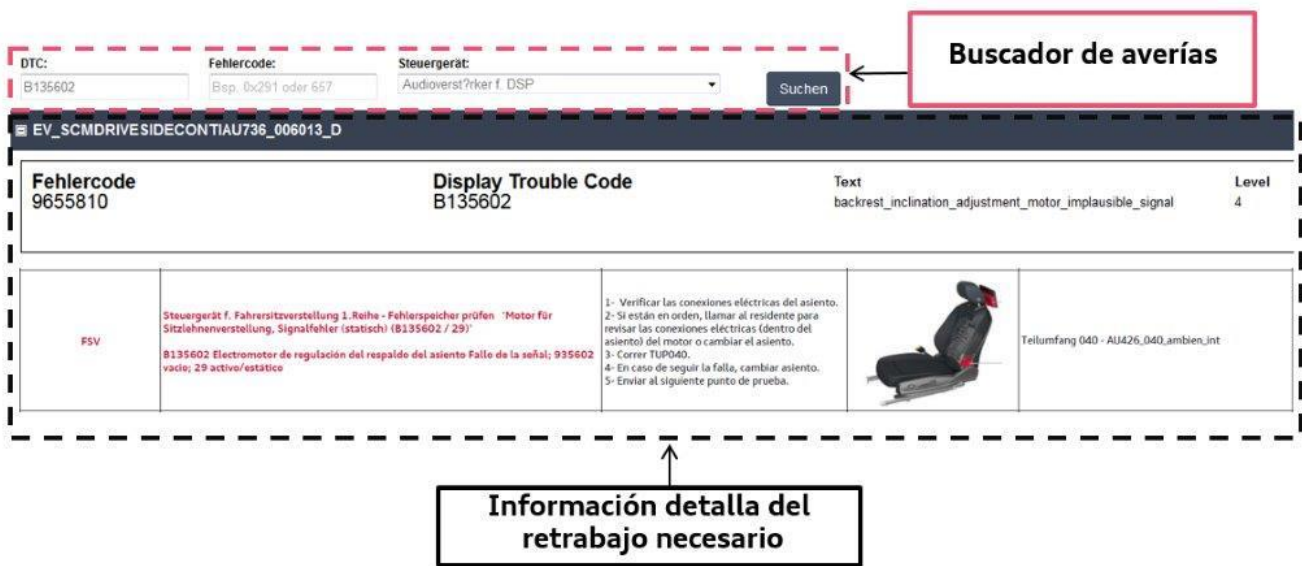 Buscador de averías
DTC:
Fehlercode:
Steuergerät:
B135602
Bsp. 0x291 oder 657
Audioverst?rker f. DSP
Suchen
EV_SCMDRIVESIDECONTIAU736_006013_D
Fehlercode
9655810
Display Trouble Code
B135602
Text
backrest_inclination_adjustment_motor_implausible_signal
Level
4
FSV
Steuergerät f. Fahrersitzverstellung 1.Reihe - Fehlerspeicher prüfen "Motor für
Sitzlehnenverstellung, Signalfehler (statisch) (B135602 / 29)"
B135602 Electromotor de regulación del respaldo del asiento Fallo de la señal; 935602
vacio; 29 activo/estático
1- Verificar las conexiones eléctricas del asiento.
2- Si están en orden, llamar al residente para
revisar las conexiones eléctricas (dentro del
asiento) del motor o cambiar el asiento.
3- Correr TUP040.
4- En caso de seguir la falla, cambiar asiento.
5- Enviar al siguiente punto de prueba.
Teilumfang 040 - AU426_040_ambien_int
Información detalla del
retrabajo necesario